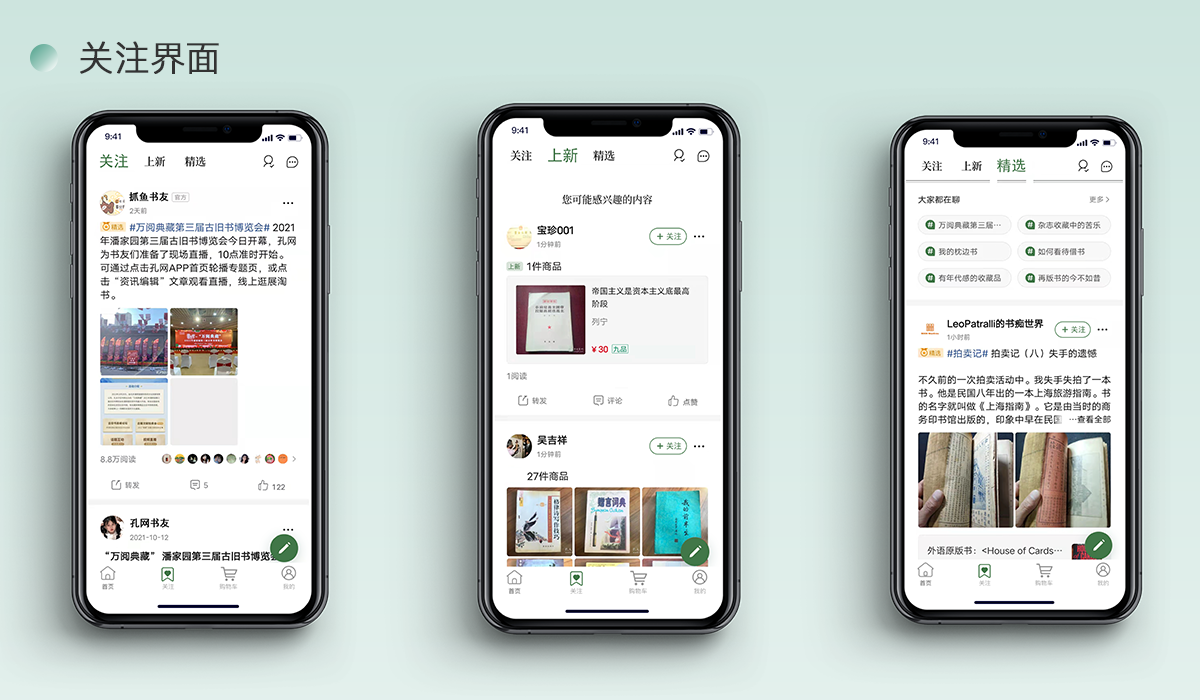 关注界面
9:41
关注 上新 精选
抓鱼书友 官方
2天前
精选 #万阅典藏第三届古旧书博览会# 2021
年潘家园第三届古旧书博览会今日开幕，孔网
为书友们准备了现场直播，10点准时开始。
可通过点击孔网APP首页轮播专题页，或点
击“资讯编辑”文章观看直播，线上逛展淘
书。
8.8万阅读
转发 5 122
孔网书友
2021-10-12
“万阅典藏”潘家园第三届古旧书博览会
首页 关注 购物车 我的
9:41
关注 上新 精选
您可能感兴趣的内容
宝珍001
1分钟前
+ 关注
上新 1件商品
帝国主义是资本主义底最高
阶段
列宁
¥30 九品
1阅读
转发 评论 点赞
吴吉祥
1分钟前
+ 关注
27件商品
格律诗写作技巧
谐言词典
我的前半生
首页 关注 购物车 我的
9:41
关注 上新 精选
大家都在聊 更多
万阅典藏第三届··· 杂志收藏中的苦乐
我的枕边书 如何看待借书
有年代感的收藏品 再版书的今不如昔
LeoPatralli的书痴世界
1小时前
+ 关注
精选 #拍卖记# 拍卖记（八）失手的遗憾
不久前的一次拍卖活动中。我失手失拍了一本
书。他是民国八年出的一本上海旅游指南。书
的名字就叫做《上海指南》。它是由当时的商
务印书馆出版的，印象中早在民国 ···查看全部
外语原版书：<House of Cards···
首页 关注 购物车 我的